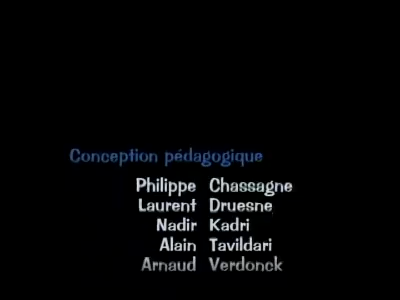 Conception pédagogique
Philippe Chassagne
Laurent Druesne
Nadir Kadri
Alain Tavildari
Arnaud Verdonck